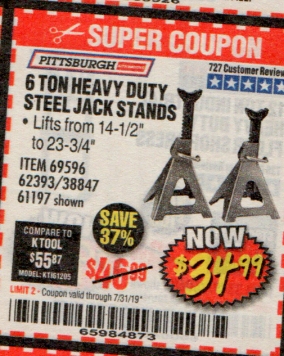 SUPER COUPON
PITTSBURGH
727 Customer Reviews
6 TON HEAVY DUTY
STEEL JACK STANDS
• Lifts from 14-1/2"
to 23-3/4"
ITEM 69596
62393/38847
61197 shown
COMPARE TO
KTOOL
$55.87
MODEL: KTI61205
SAVE
37%
$46.99
NOW
$34.99
LIMIT 2 - Coupon valid through 7/31/19*
65984873